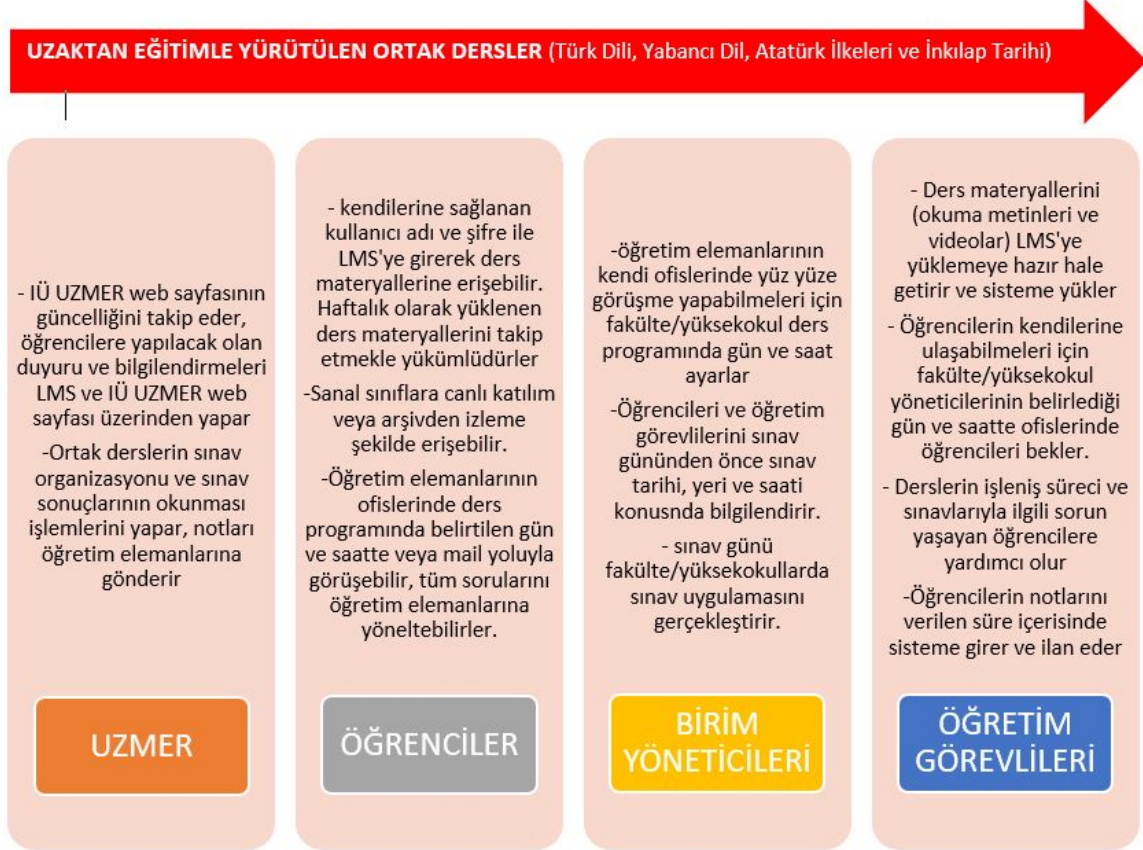 UZAKTAN EĞİTİMLE YÜRÜTÜLEN ORTAK DERSLER (Türk Dili, Yabancı Dil, Atatürk İlkeleri ve İnkılap Tarihi)
- IÜ UZMER web sayfasının
güncelliğini takip eder,
öğrencilere yapılacak olan
duyuru ve bilgilendirmeleri
LMS ve IÜ UZMER web
sayfası üzerinden yapar
-Ortak derslerin sınav
organizasyonu ve sınav
sonuçlarının okunması
işlemlerini yapar, notları
öğretim elemanlarına
gönderir
UZMER
- kendilerine sağlanan
kullanıcı adı ve şifre ile
LMS'ye girerek ders
materyallerine erişebilir.
Haftalık olarak yüklenen
ders materyallerini takip
etmekle yükümlüdürler
-Sanal sınıflara canlı katılım
veya arşivden izleme
şekilde erişebilir.
-Öğretim elemanlarının
ofislerinde ders
programında belirtilen gün
ve saatte veya mail yoluyla
görüşebilir, tüm sorularını
öğretim elemanlarına
yöneltebilirler.
ÖĞRENCİLER
-öğretim elemanlarının
kendi ofislerinde yüz yüze
görüşme yapabilmeleri için
fakülte/yüksekokul ders
programında gün ve saat
ayarlar
-Öğrencileri ve öğretim
görevlilerini sınav
gününden önce sınav
tarihi, yeri ve saati
konusnda bilgilendirir.
- sınav günü
fakülte/yüksekokullarda
sınav uygulamasını
gerçekleştirir.
BİRİM
YÖNETİCİLERİ
- Ders materyallerini
(okuma metinleri ve
videolar) LMS'ye
yüklemeye hazır hale
getirir ve sisteme yükler
- Öğrencilerin kendilerine
ulaşabilmeleri için
fakülte/yüksekokul
yöneticilerinin belirlediği
gün ve saatte ofislerinde
öğrencileri bekler.
- Derslerin işleniş süreci ve
sınavlarıyla ilgili sorun
yaşayan öğrencilere
yardımcı olur
-Öğrencilerin notlarını
verilen süre içerisinde
sisteme girer ve ilan eder
ÖĞRETİM
GÖREVLİLERİ